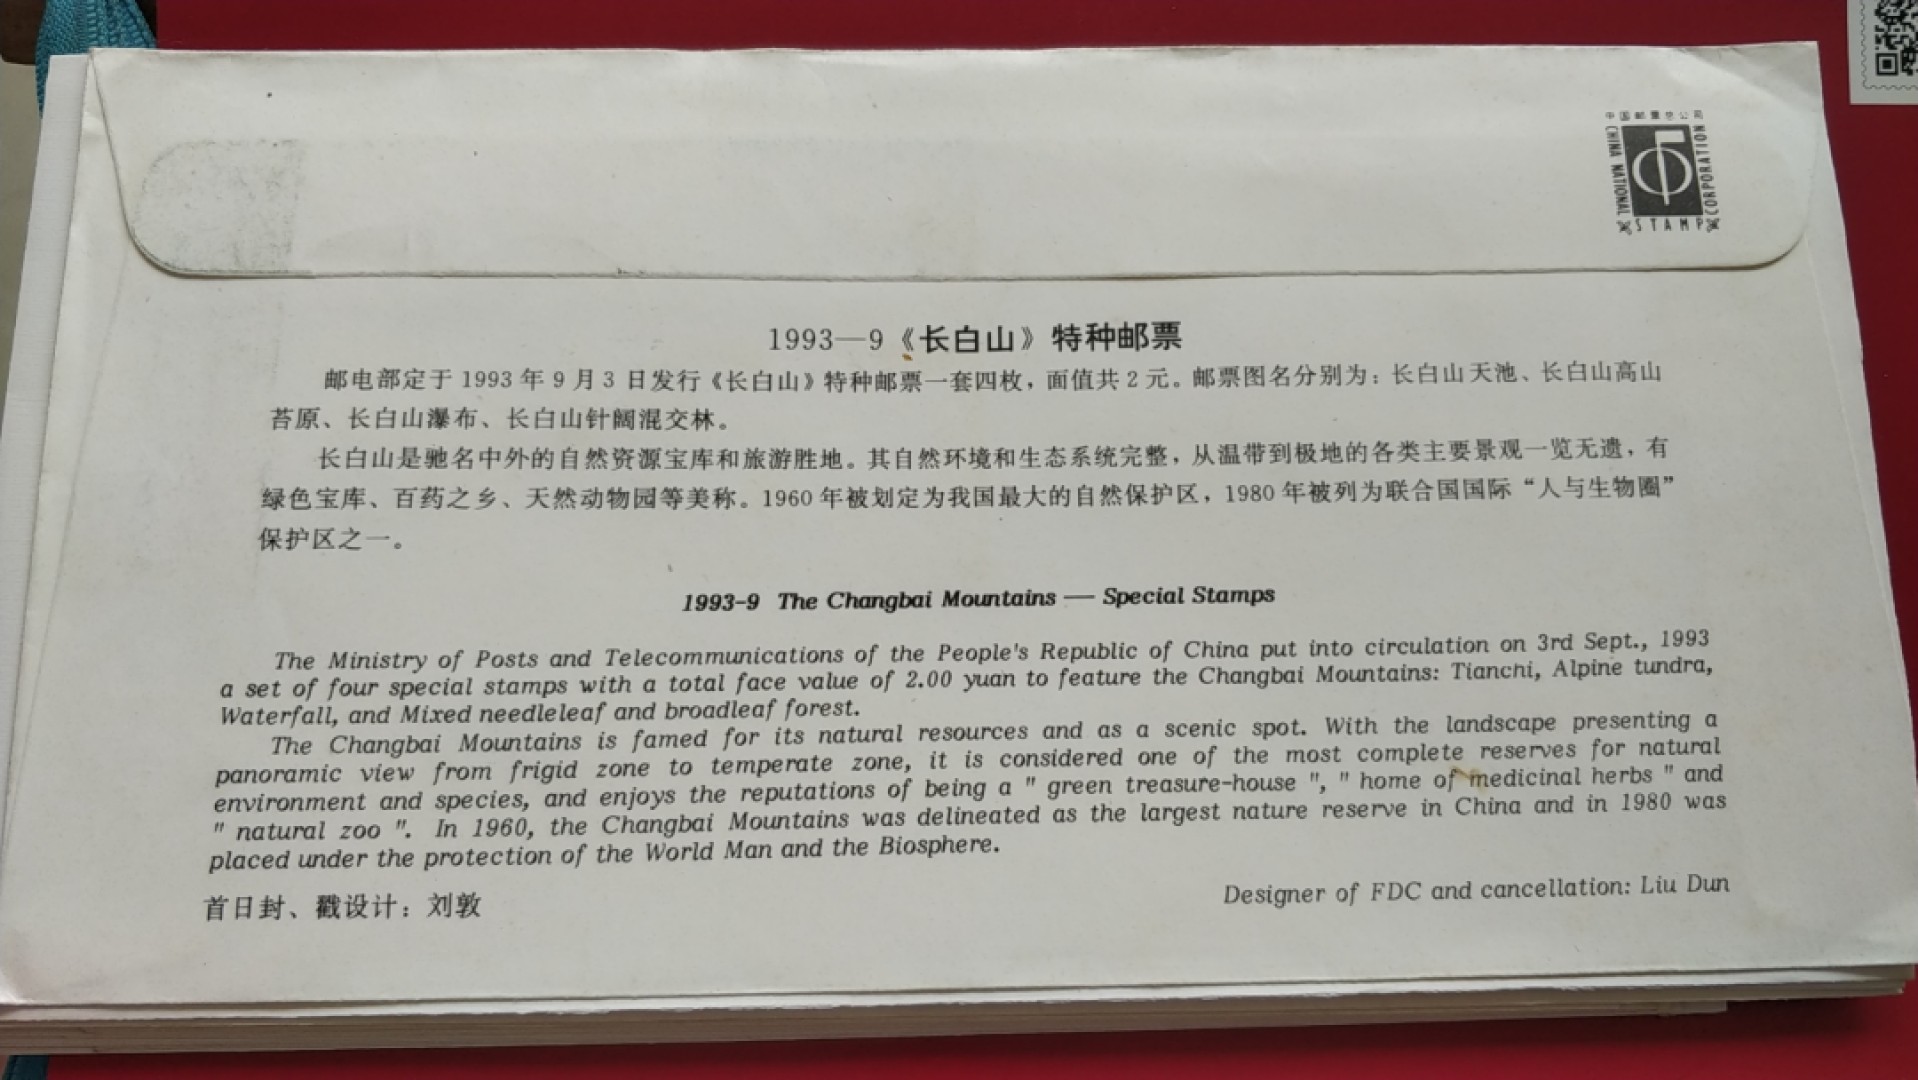 中国邮票总公司
CHINA NATIONAL
STAMP
CORPORATION
1993—9《长白山》特种邮票
邮电部定于 1993 年 9 月 3 日发行《长白山》特种邮票一套四枚，面值共 2 元。邮票图名分别为：长白山天池、长白山高山
苔原、长白山瀑布、长白山针阔混交林。
长白山是驰名中外的自然资源宝库和旅游胜地。其自然环境和生态系统完整，从温带到极地的各类主要景观一览无遗，有
绿色宝库、百药之乡、天然动物园等美称。1960 年被划定为我国最大的自然保护区，1980 年被列为联合国国际“人与生物圈”
保护区之一。
1993-9 The Changbai Mountains — Special Stamps
The Ministry of Posts and Telecommunications of the People's Republic of China put into circulation on 3rd Sept., 1993
a set of four special stamps with a total face value of 2.00 yuan to feature the Changbai Mountains: Tianchi, Alpine tundra,
Waterfall, and Mixed needleleaf and broadleaf forest.
The Changbai Mountains is famed for its natural resources and as a scenic spot. With the landscape presenting a
panoramic view from frigid zone to temperate zone, it is considered one of the most complete reserves for natural
environment and species, and enjoys the reputations of being a " green treasure-house ", " home of medicinal herbs " and
" natural zoo ". In 1960, the Changbai Mountains was delineated as the largest nature reserve in China and in 1980 was
placed under the protection of the World Man and the Biosphere.
首日封、戳设计：刘敦
Designer of FDC and cancellation: Liu Dun